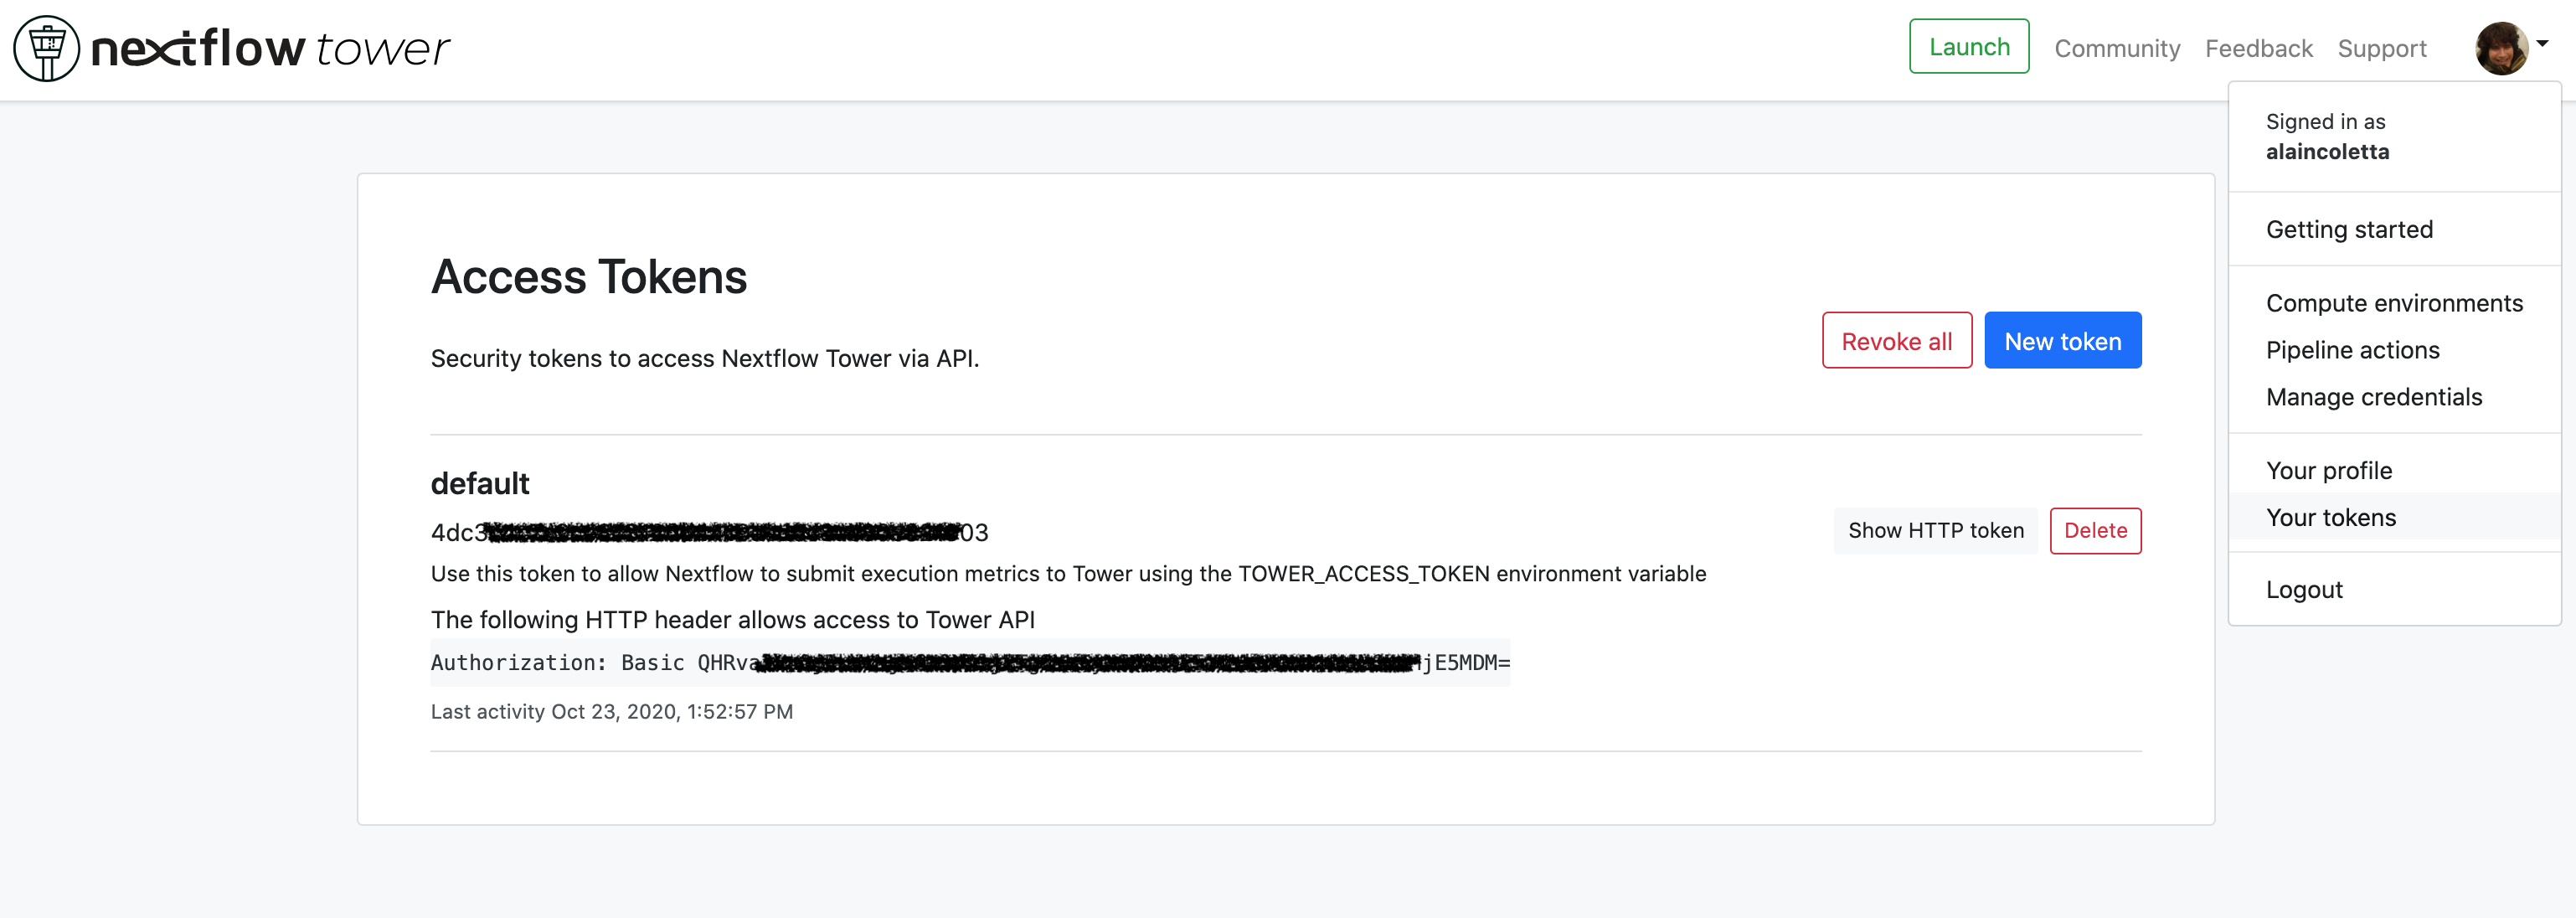 nextflow tower
Launch Community Feedback Support
Signed in as
alaincoletta
Getting started
Compute environments
Pipeline actions
Manage credentials
Your profile
Your tokens
Logout
Access Tokens
Security tokens to access Nextflow Tower via API.
Revoke all New token
default
4dc3 03
Show HTTP token Delete
Use this token to allow Nextflow to submit execution metrics to Tower using the TOWER_ACCESS_TOKEN environment variable
The following HTTP header allows access to Tower API
Authorization: Basic QHRva jE5MDM=
Last activity Oct 23, 2020, 1:52:57 PM